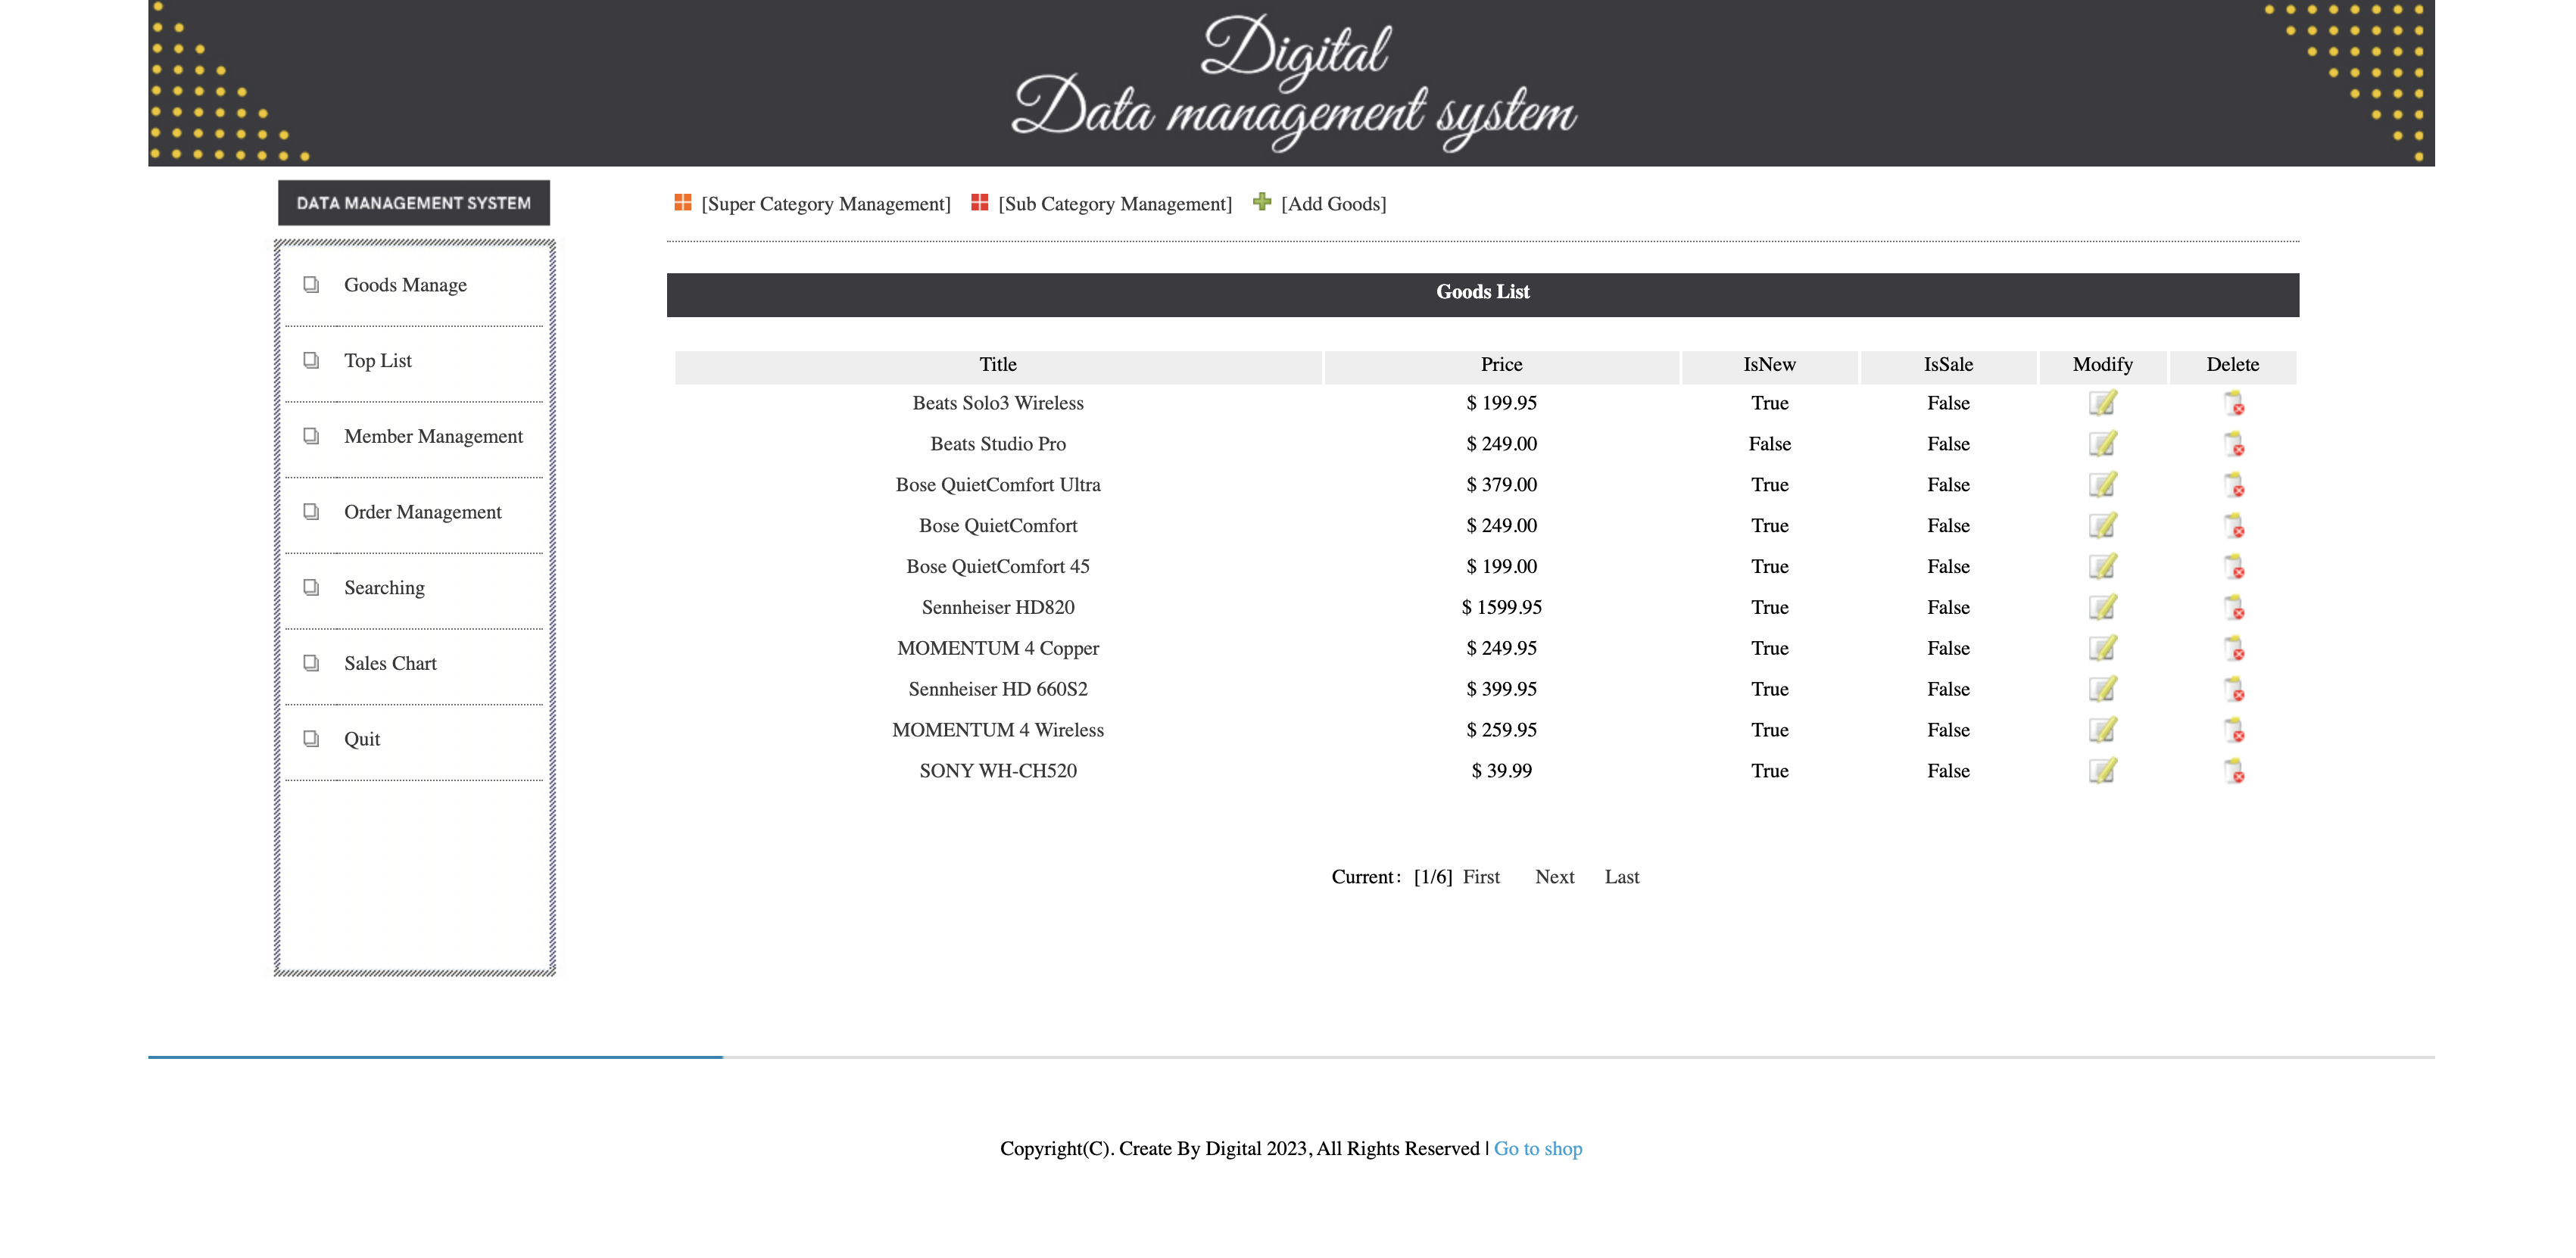 Digital
Data management system
DATA MANAGEMENT SYSTEM
Goods Manage
Top List
Member Management
Order Management
Searching
Sales Chart
Quit
[Super Category Management] [Sub Category Management] [Add Goods]
Goods List
Title Price IsNew IsSale Modify Delete
Beats Solo3 Wireless $ 199.95 True False
Beats Studio Pro $ 249.00 False False
Bose QuietComfort Ultra $ 379.00 True False
Bose QuietComfort $ 249.00 True False
Bose QuietComfort 45 $ 199.00 True False
Sennheiser HD820 $ 1599.95 True False
MOMENTUM 4 Copper $ 249.95 True False
Sennheiser HD 660S2 $ 399.95 True False
MOMENTUM 4 Wireless $ 259.95 True False
SONY WH-CH520 $ 39.99 True False
Current: [1/6] First Next Last
Copyright(C). Create By Digital 2023, All Rights Reserved | Go to shop